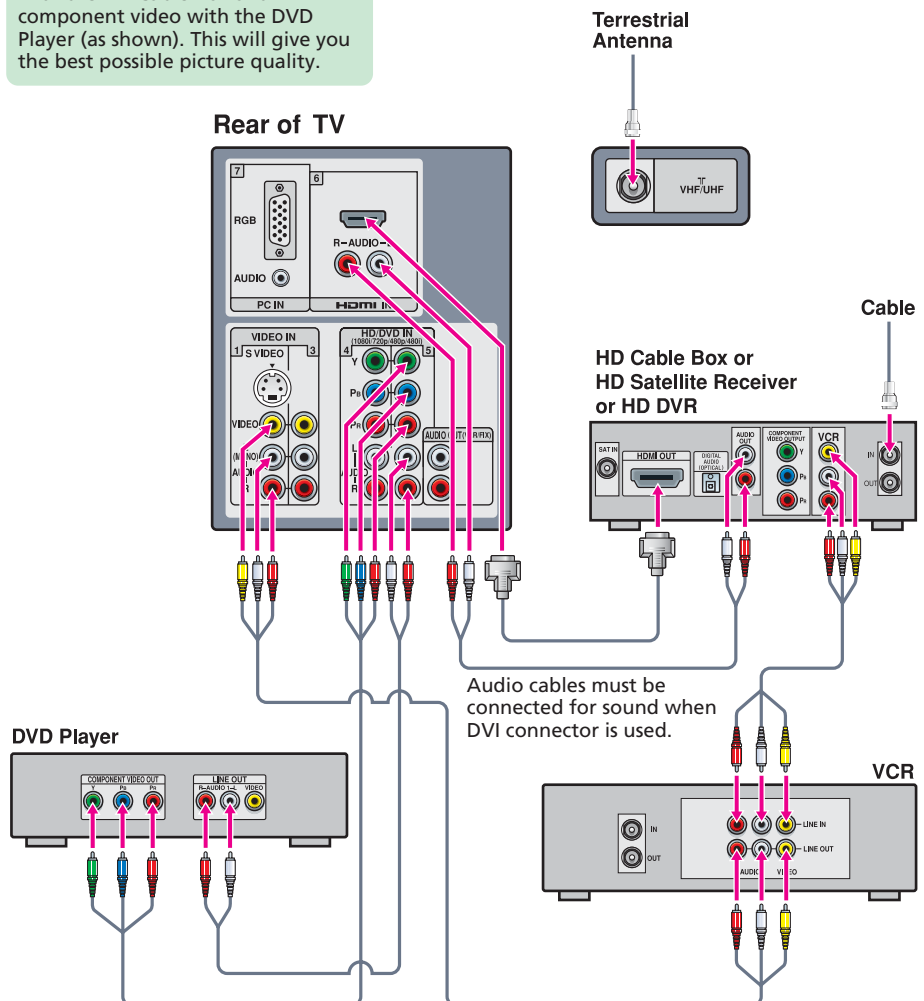 component video with the DVD
Player (as shown). This will give you
the best possible picture quality.
Terrestrial
Antenna
Rear of TV
7
6
RGB
R–AUDIO–
AUDIO
PC IN
HDMI IN
VHF/UHF
Cable
VIDEO IN
1
S VIDEO
3
HD/DVD IN
(1080i/720p/480p/480i)
4
5
Y
PB
PR
VIDEO
(MONO)
AUDIO
R
L
AUDIO
R
AUDIO OUT(VAR/FIX)
HD Cable Box or
HD Satellite Receiver
or HD DVR
SAT IN
HDMI OUT
DIGITAL
AUDIO
(OPTICAL)
AUDIO
OUT
COMPONENT
VIDEO OUTPUT
Y
PB
PR
VCR
IN
OUT
Audio cables must be
connected for sound when
DVI connector is used.
DVD Player
COMPONENT VIDEO OUT
Y PB PR
LINE OUT
R–AUDIO 1–L VIDEO
VCR
IN
OUT
LINE IN
LINE OUT
AUDIO VIDEO